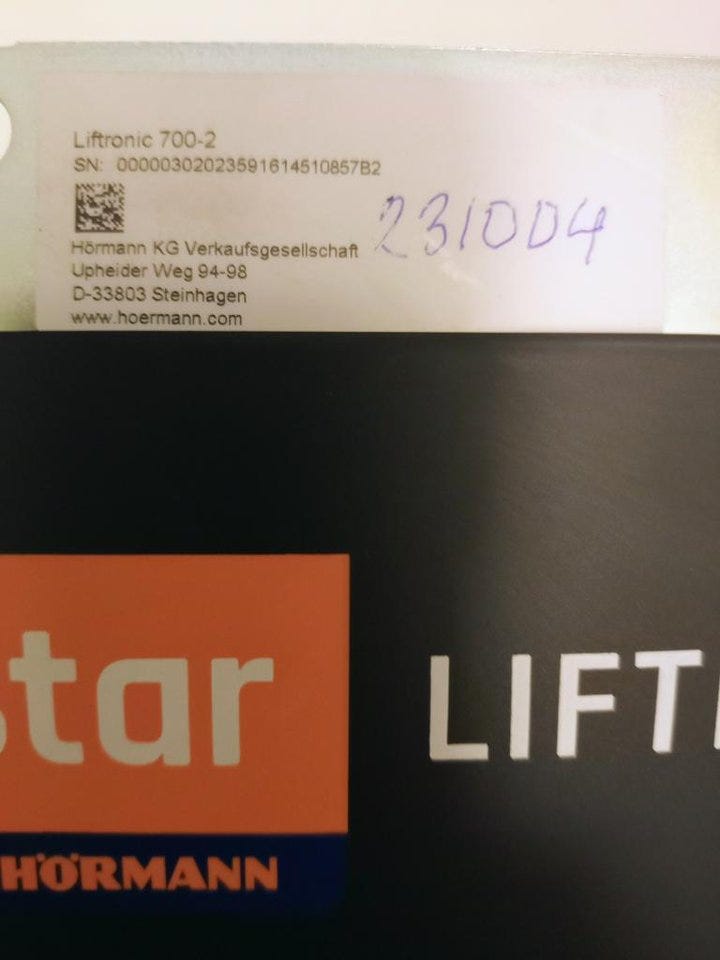 Liftronic 700-2
SN: 00000302023591614510857B2
231004
Hörmann KG Verkaufsgesellschaft
Upheider Weg 94-98
D-33803 Steinhagen
www.hoermann.com
star
LIFT
HÖRMANN